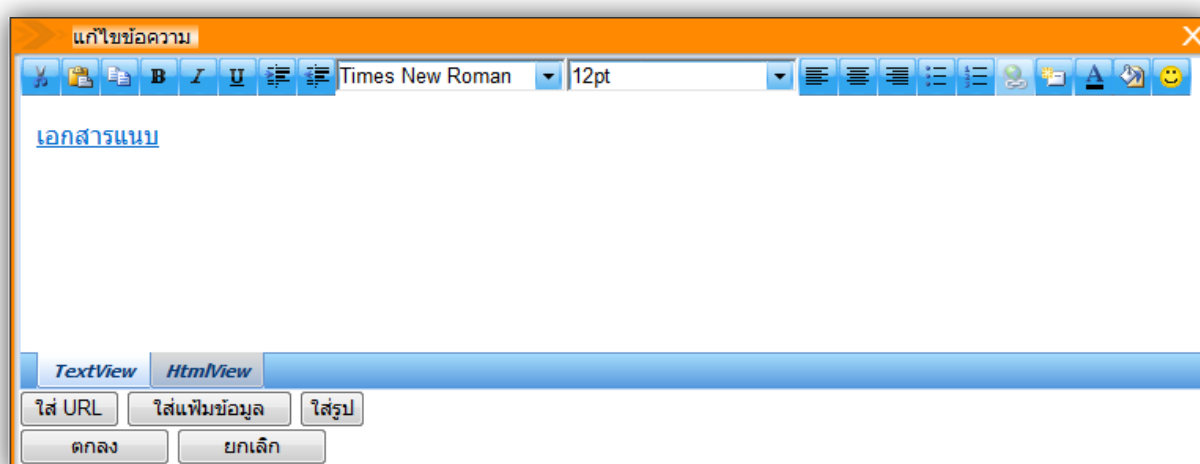 แก้ไขข้อความ
B I U Times New Roman 12pt A
เอกสารแนบ
TextView HtmlView
ใส่ URL ใส่แฟ้มข้อมูล ใส่รูป
ตกลง ยกเลิก